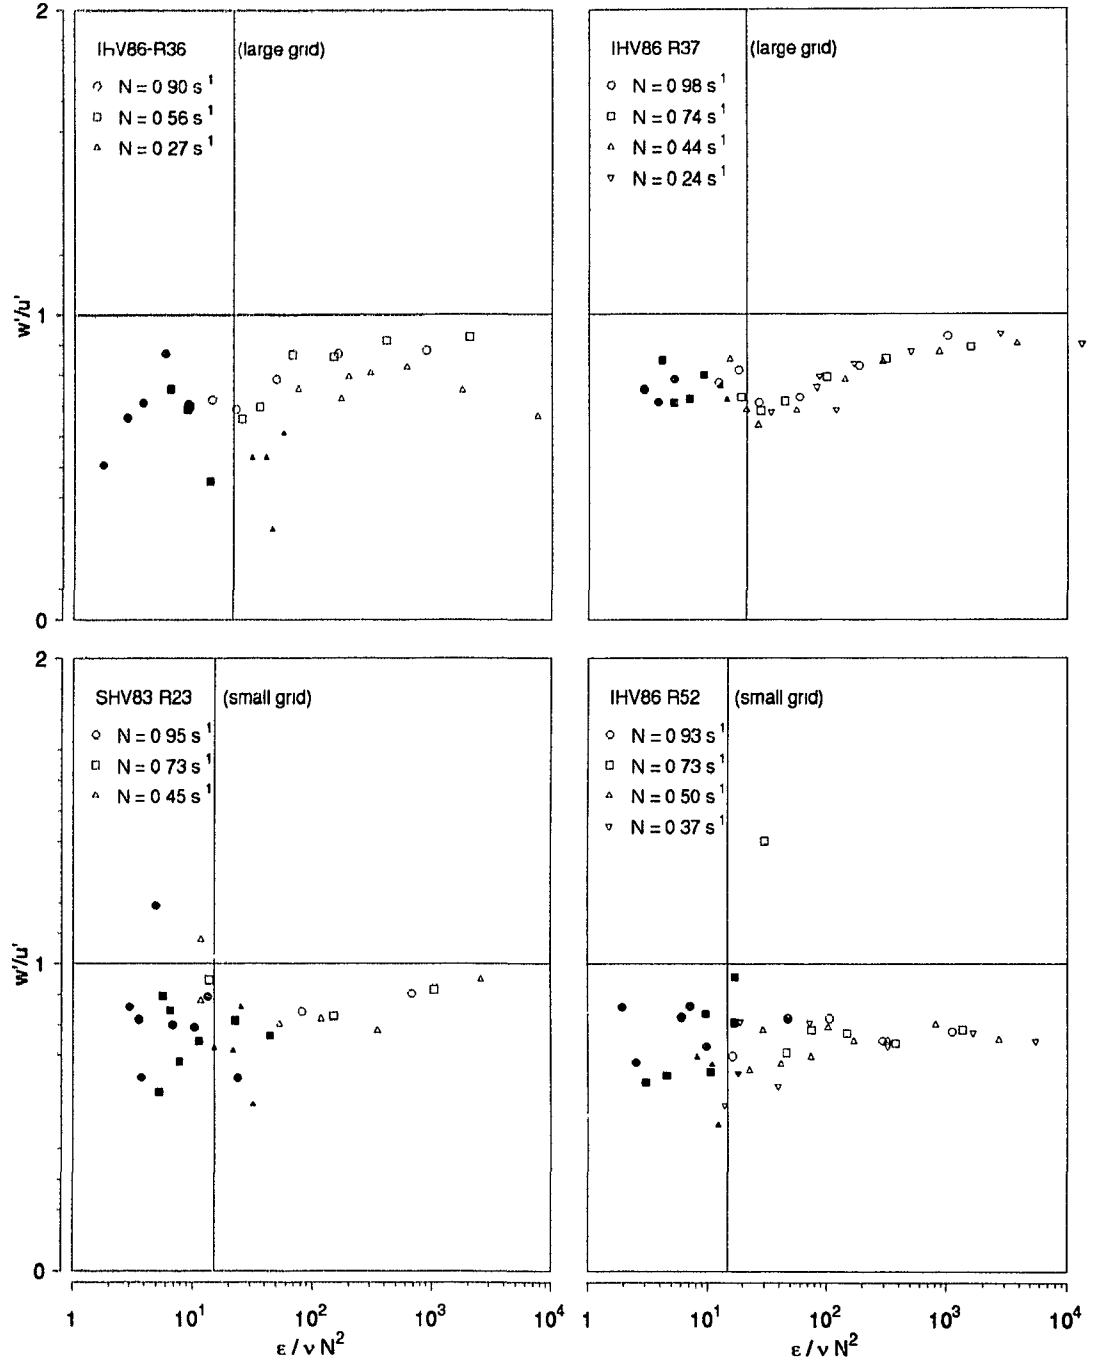 2
IHV86-R36 (large grid)
N = 0 90 s^1
N = 0 56 s^1
N = 0 27 s^1
IHV86 R37 (large grid)
N = 0 98 s^1
N = 0 74 s^1
N = 0 44 s^1
N = 0 24 s^1
w'/u'
1
0
2
SHV83 R23 (small grid)
N = 0 95 s^1
N = 0 73 s^1
N = 0 45 s^1
IHV86 R52 (small grid)
N = 0 93 s^1
N = 0 73 s^1
N = 0 50 s^1
N = 0 37 s^1
w'/u'
1
0
1 10^1 10^2 10^3 10^4
1 10^1 10^2 10^3 10^4
ε / ν N^2
ε / ν N^2